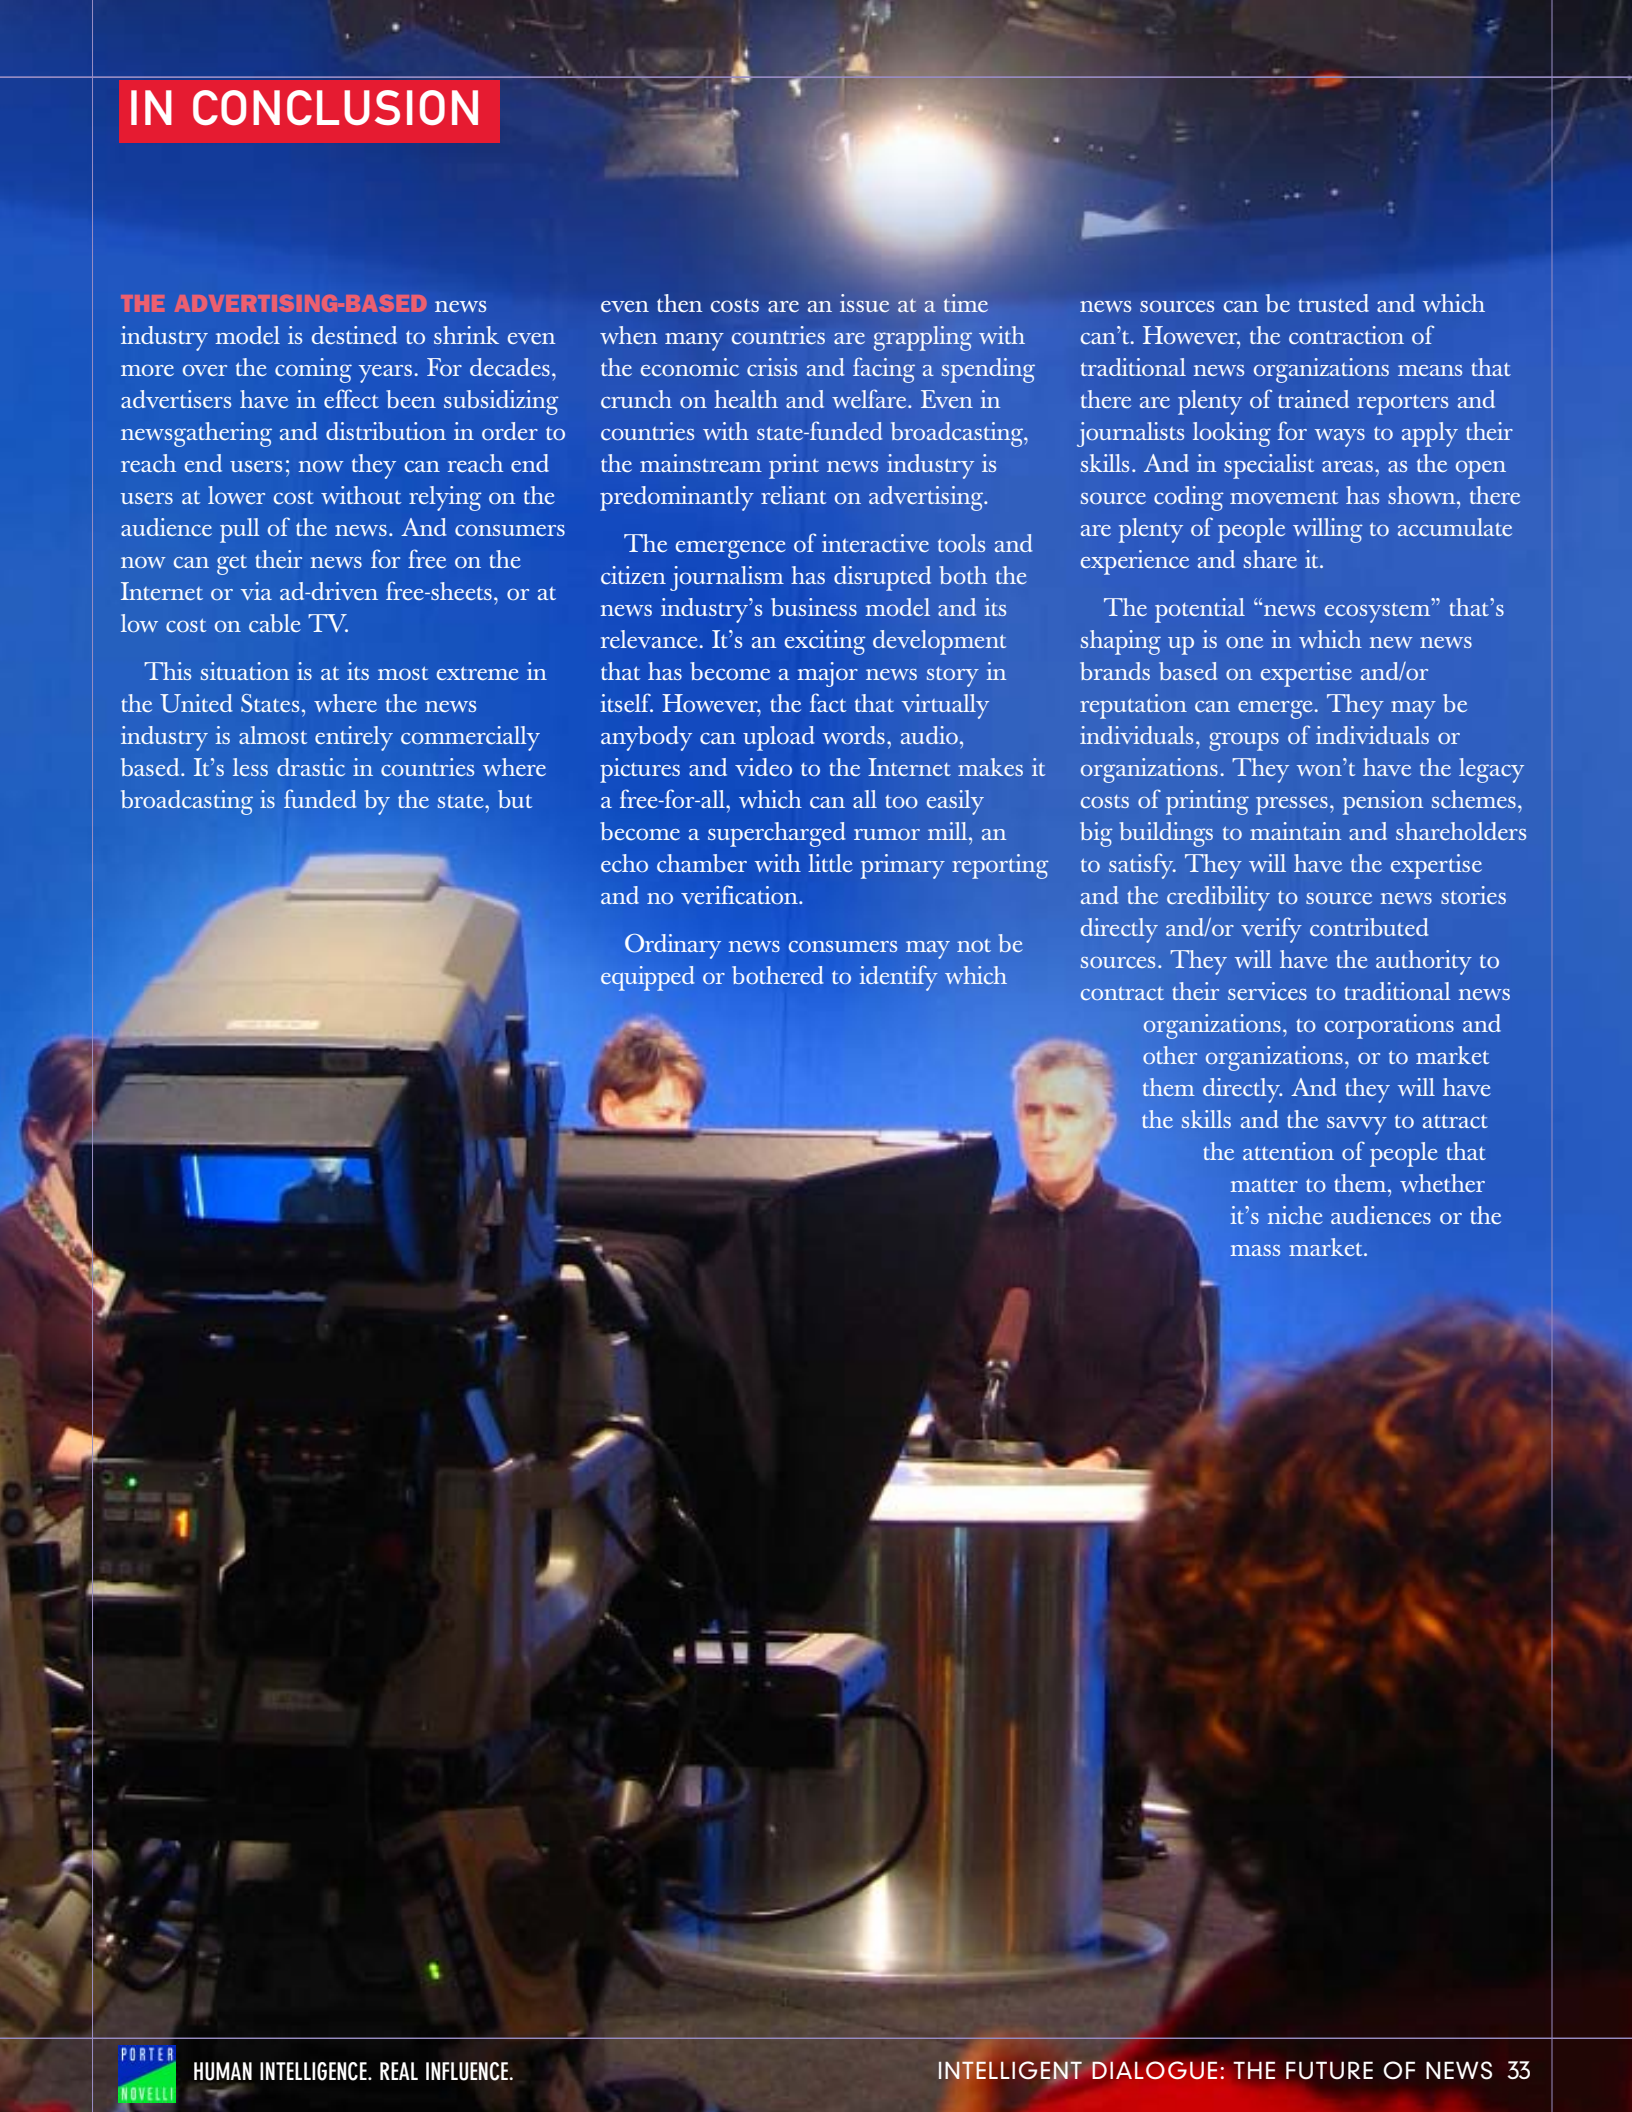 IN CONCLUSION
THE ADVERTISING-BASED news
industry model is destined to shrink even
more over the coming years. For decades,
advertisers have in effect been subsidizing
newsgathering and distribution in order to
reach end users; now they can reach end
users at lower cost without relying on the
audience pull of the news. And consumers
now can get their news for free on the
Internet or via ad-driven free-sheets, or at
low cost on cable TV.
This situation is at its most extreme in
the United States, where the news
industry is almost entirely commercially
based. It’s less drastic in countries where
broadcasting is funded by the state, but
even then costs are an issue at a time
when many countries are grappling with
the economic crisis and facing a spending
crunch on health and welfare. Even in
countries with state-funded broadcasting,
the mainstream print news industry is
predominantly reliant on advertising.
The emergence of interactive tools and
citizen journalism has disrupted both the
news industry’s business model and its
relevance. It’s an exciting development
that has become a major news story in
itself. However, the fact that virtually
anybody can upload words, audio,
pictures and video to the Internet makes it
a free-for-all, which can all too easily
become a supercharged rumor mill, an
echo chamber with little primary reporting
and no verification.
Ordinary news consumers may not be
equipped or bothered to identify which
news sources can be trusted and which
can’t. However, the contraction of
traditional news organizations means that
there are plenty of trained reporters and
journalists looking for ways to apply their
skills. And in specialist areas, as the open
source coding movement has shown, there
are plenty of people willing to accumulate
experience and share it.
The potential “news ecosystem” that’s
shaping up is one in which new news
brands based on expertise and/or
reputation can emerge. They may be
individuals, groups of individuals or
organizations. They won’t have the legacy
costs of printing presses, pension schemes,
big buildings to maintain and shareholders
to satisfy. They will have the expertise
and the credibility to source news stories
directly and/or verify contributed
sources. They will have the authority to
contract their services to traditional news
organizations, to corporations and
other organizations, or to market
them directly. And they will have
the skills and the savvy to attract
the attention of people that
matter to them, whether
it’s niche audiences or the
mass market.
1
PORTER
NOVELLI
HUMAN INTELLIGENCE. REAL INFLUENCE.
INTELLIGENT DIALOGUE: THE FUTURE OF NEWS 33